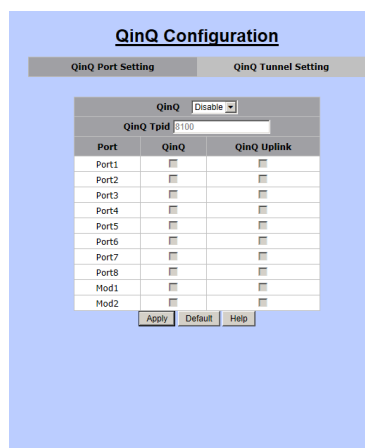 QinQ Configuration
QinQ Port Setting QinQ Tunnel Setting
QinQ Disable
QinQ Tpid 8100
Port QinQ QinQ Uplink
Port1
Port2
Port3
Port4
Port5
Port6
Port7
Port8
Mod1
Mod2
Apply Default Help